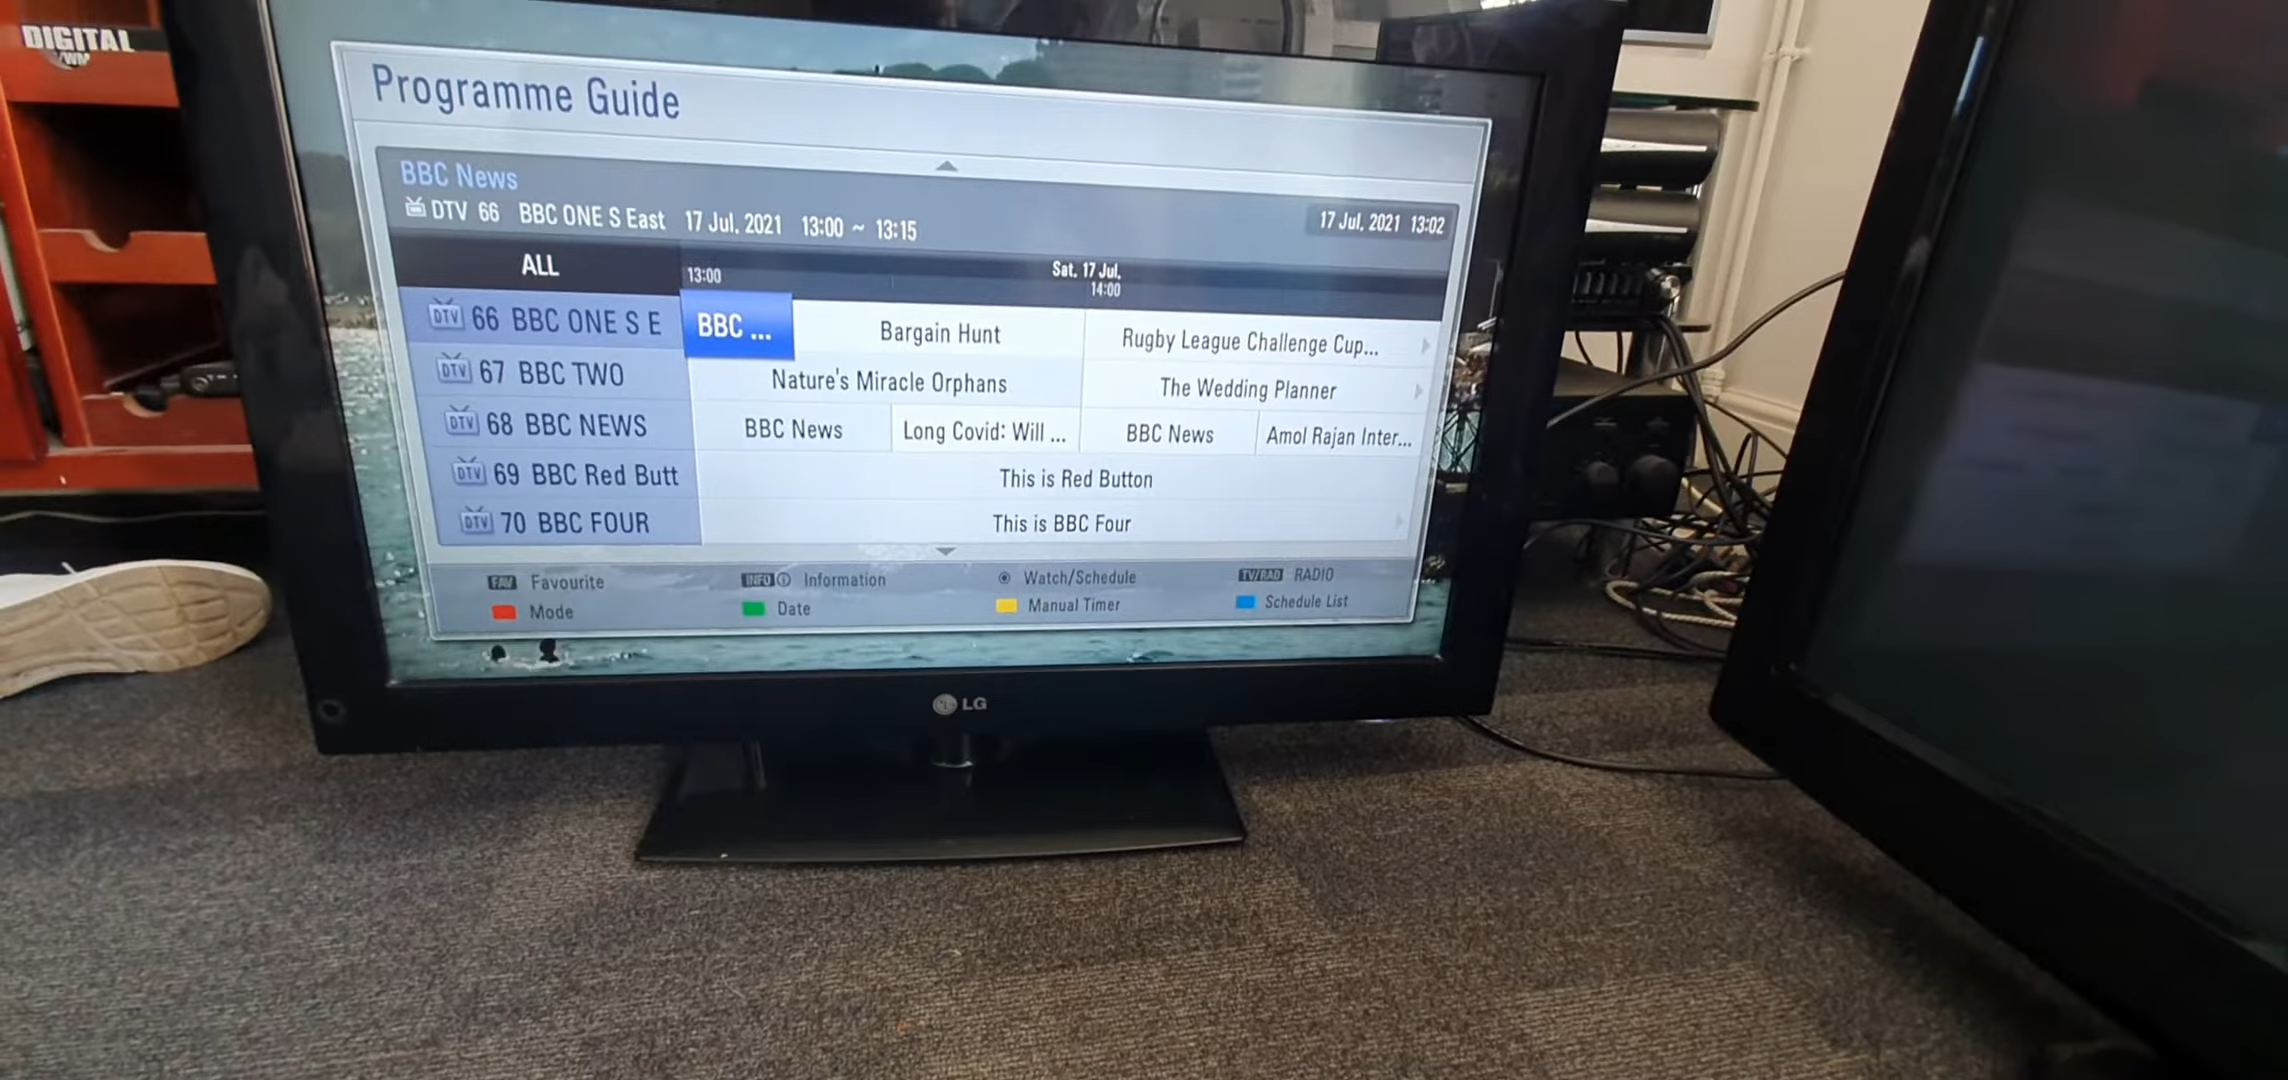 DIGITAL
/WM
Programme Guide
BBC News
DTV 66 BBC ONE S East 17 Jul, 2021 13:00 ~ 13:15
17 Jul, 2021 13:02
ALL
13:00
Sat, 17 Jul,
14:00
DTV 66 BBC ONE S E
BBC ...
Bargain Hunt
Rugby League Challenge Cup...
DTV 67 BBC TWO
Nature's Miracle Orphans
The Wedding Planner
DTV 68 BBC NEWS
BBC News
Long Covid: Will ...
BBC News
Amol Rajan Inter...
DTV 69 BBC Red Butt
This is Red Button
DTV 70 BBC FOUR
This is BBC Four
FAV Favourite
INFO i Information
Watch/Schedule
TV/RAD RADIO
Mode
Date
Manual Timer
Schedule List
LG